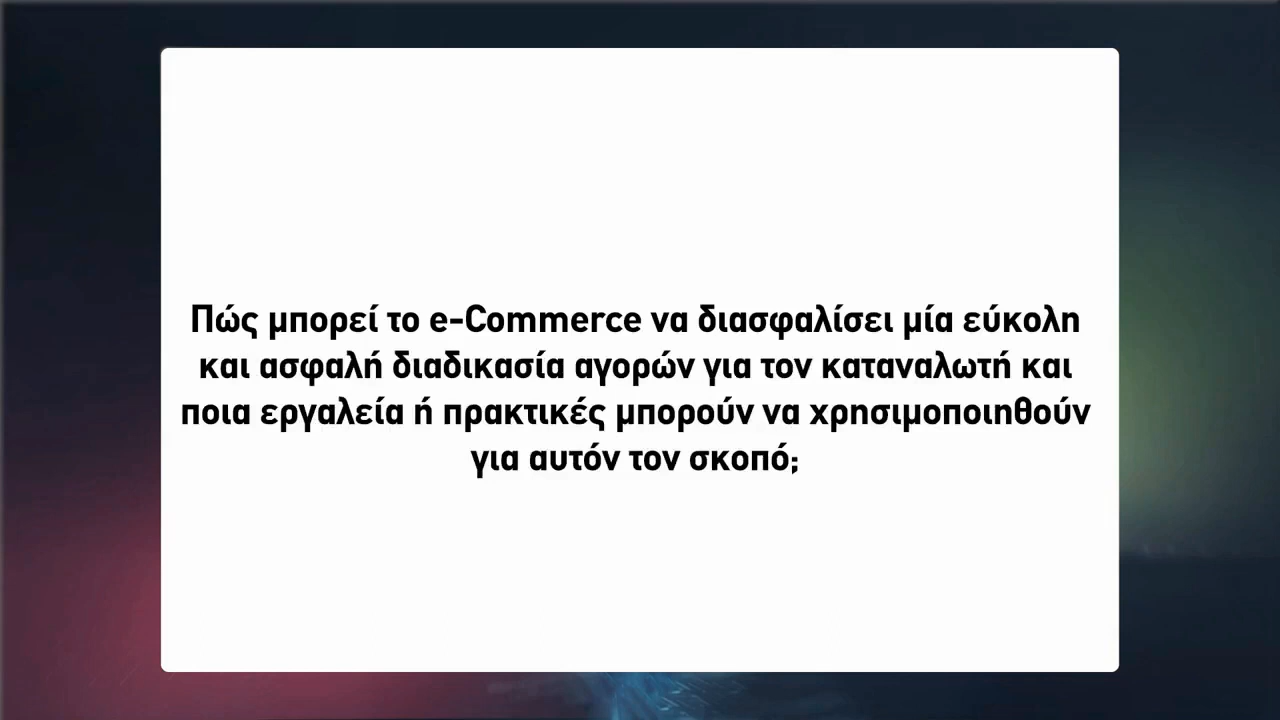 Πώς μπορεί το e-Commerce να διασφαλίσει μία εύκολη
και ασφαλή διαδικασία αγορών για τον καταναλωτή και
ποια εργαλεία ή πρακτικές μπορούν να χρησιμοποιηθούν
για αυτόν τον σκοπό;